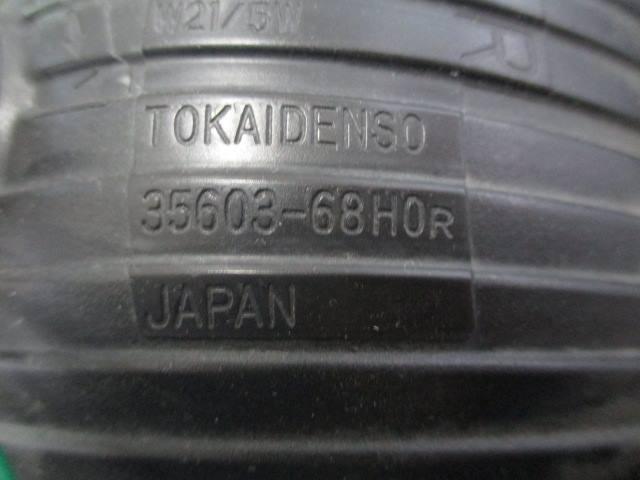 W21/5W
R
TOKAIDENSO
35603-68H0R
JAPAN